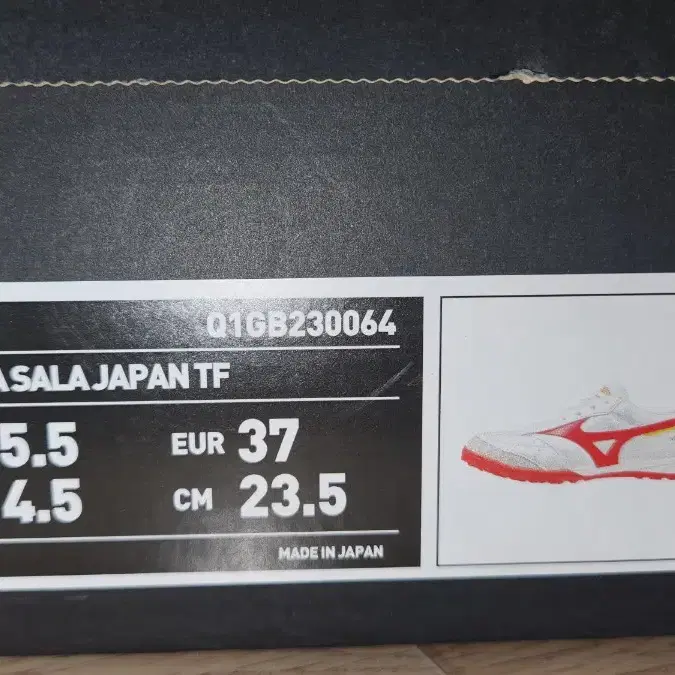 Q1GB230064
A SALA JAPAN TF
5.5 EUR 37
4.5 CM 23.5
MADE IN JAPAN